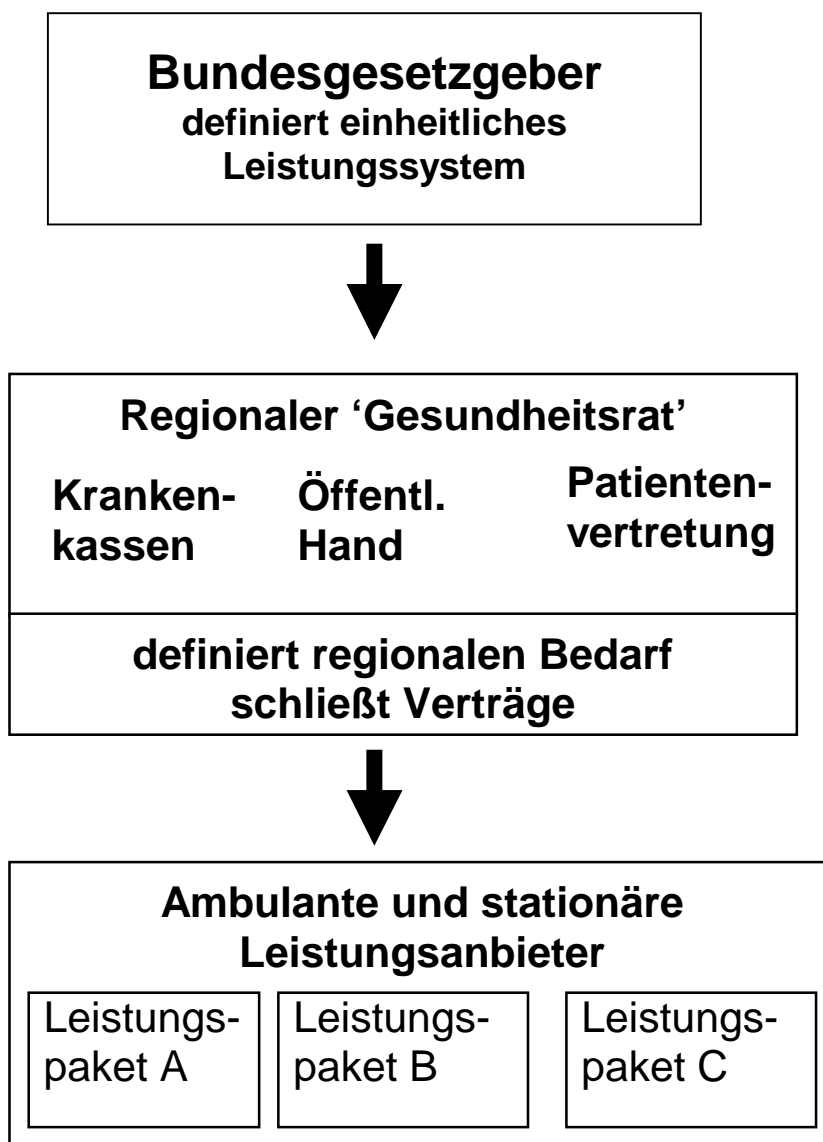 Bundesgesetzgeber
definiert einheitliches
Leistungssystem
Regionaler ‘Gesundheitsrat’
Kranken-
kassen
Öffentl.
Hand
Patienten-
vertretung
definiert regionalen Bedarf
schließt Verträge
Ambulante und stationäre
Leistungsanbieter
Leistungs-
paket A
Leistungs-
paket B
Leistungs-
paket C